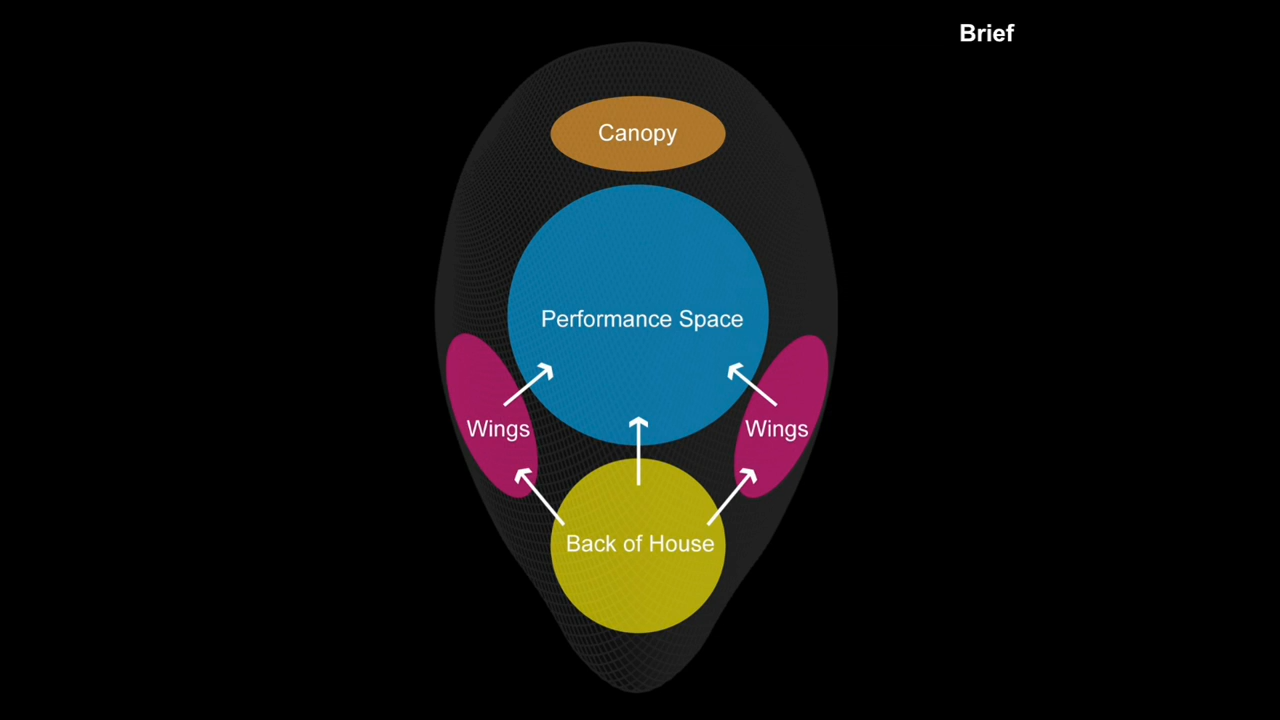 Brief
Canopy
Performance Space
Wings
Wings
Back of House